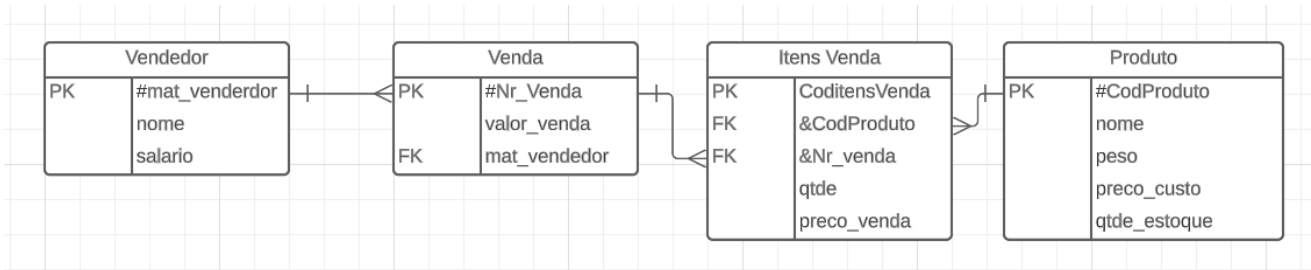 Vendedor
PK #mat_venderdor
nome
salario
Venda
PK #Nr_Venda
valor_venda
FK mat_vendedor
Itens Venda
PK CoditensVenda
FK &CodProduto
FK &Nr_venda
qtde
preco_venda
Produto
PK #CodProduto
nome
peso
preco_custo
qtde_estoque